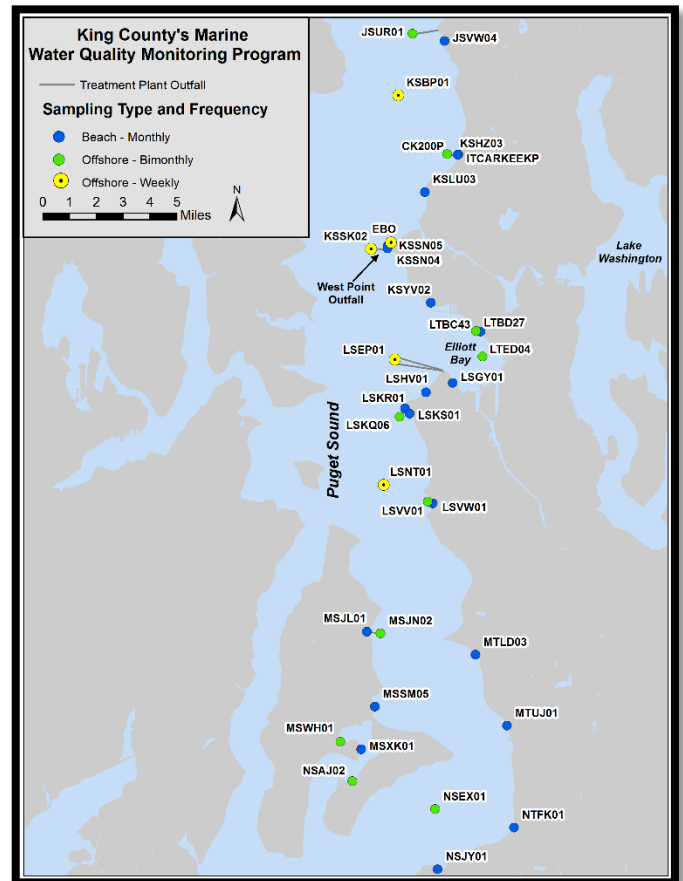 King County's Marine
Water Quality Monitoring Program
Treatment Plant Outfall
Sampling Type and Frequency
Beach - Monthly
Offshore - Bimonthly
Offshore - Weekly
N
0 1 2 3 4 5
Miles
JSUR01
JSVW04
KSBP01
CK200P
KSHZ03
ITCARKEEKP
KSLU03
KSSK02
EBO
KSSN05
KSSN04
West Point
Outfall
Lake
Washington
KSYV02
LTBC43
LTBD27
Elliott
Bay
LTED04
LSEP01
LSHV01
LSGY01
LSKR01
LSKS01
LSKQ06
Puget Sound
LSNT01
LSVV01
LSVW01
MSJL01
MSJN02
MTLD03
MSSM05
MTUJ01
MSWH01
MSXK01
NSAJ02
NSEX01
NTFK01
NSJY01